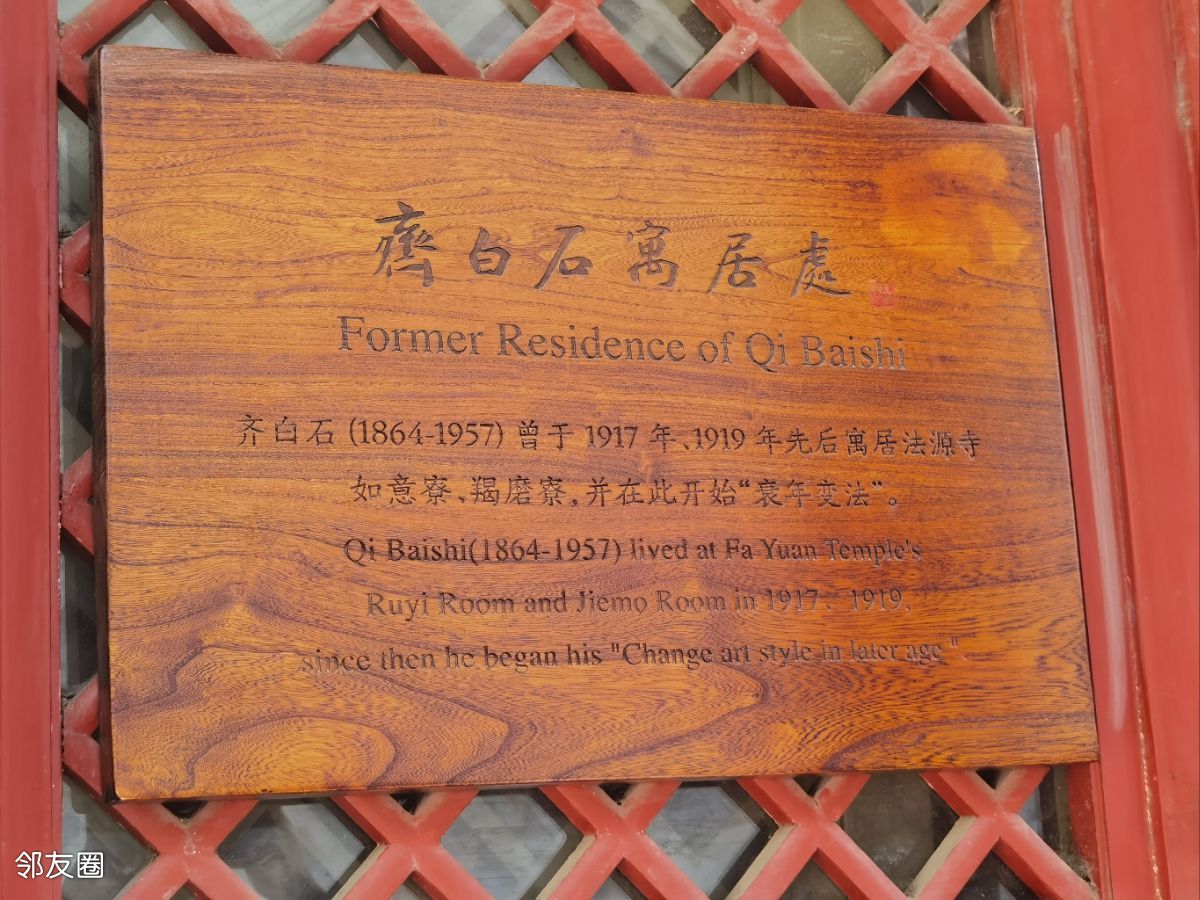 齊白石寓居處
Former Residence of Qi Baishi
齐白石 (1864-1957) 曾于 1917 年、1919 年先后寓居法源寺
如意寮、羯磨寮,并在此开始“衰年变法”。
Qi Baishi(1864-1957) lived at Fa Yuan Temple's
Ruyi Room and Jiemo Room in 1917、1919,
since then he began his "Change art style in later age ".
邻友圈